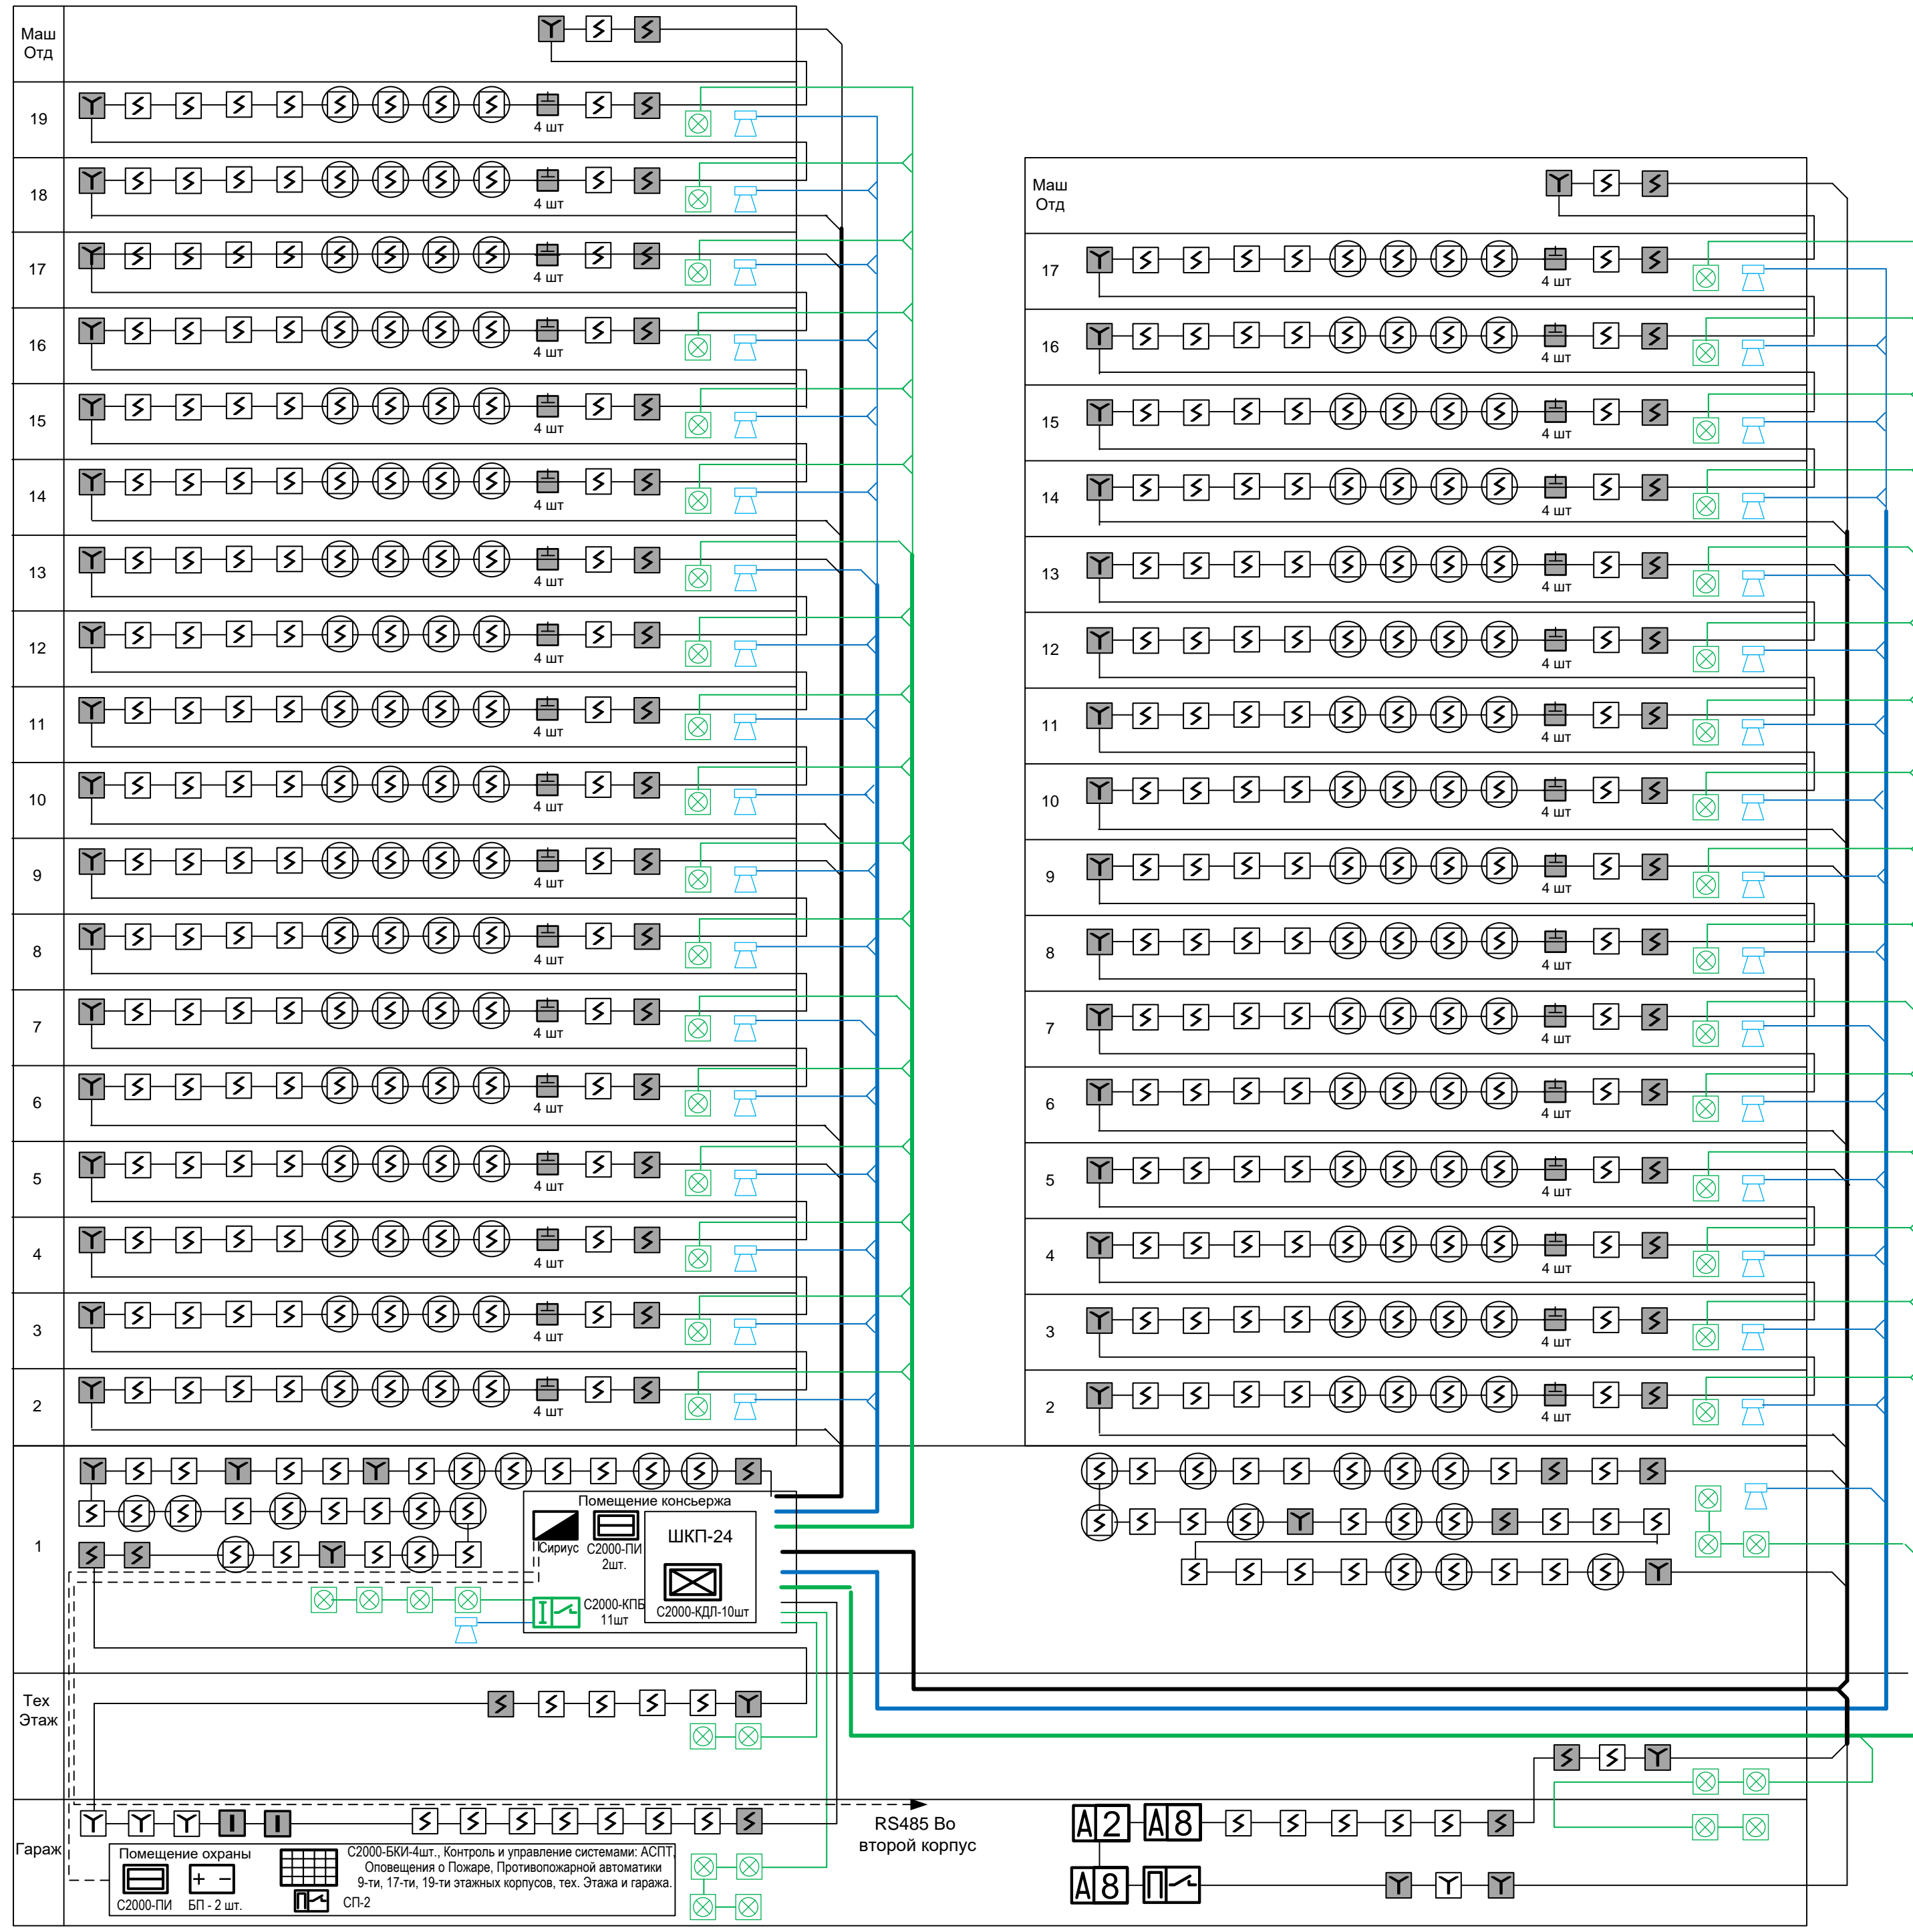 Маш
Отд
19
4 шт
18
4 шт
17
4 шт
16
4 шт
15
4 шт
14
4 шт
13
4 шт
12
4 шт
11
4 шт
10
4 шт
9
4 шт
8
4 шт
7
4 шт
6
4 шт
5
4 шт
4
4 шт
3
4 шт
2
4 шт
Маш
Отд
17
4 шт
16
4 шт
15
4 шт
14
4 шт
13
4 шт
12
4 шт
11
4 шт
10
4 шт
9
4 шт
8
4 шт
7
4 шт
6
4 шт
5
4 шт
4
4 шт
3
4 шт
2
4 шт
1
Помещение консьержа
Сириус
С2000-ПИ
2шт.
ШКП-24
С2000-КДЛ-10шт
С2000-КПБ
11шт
Тех
Этаж
Гараж
RS485 Во
второй корпус
Помещение охраны
С2000-ПИ
БП - 2 шт.
С2000-БКИ-4шт., Контроль и управление системами: АСПТ,
Оповещения о Пожаре, Противопожарной автоматики
9-ти, 17-ти, 19-ти этажных корпусов, тех. Этажа и гаража.
СП-2
А 2
А 8
А 8